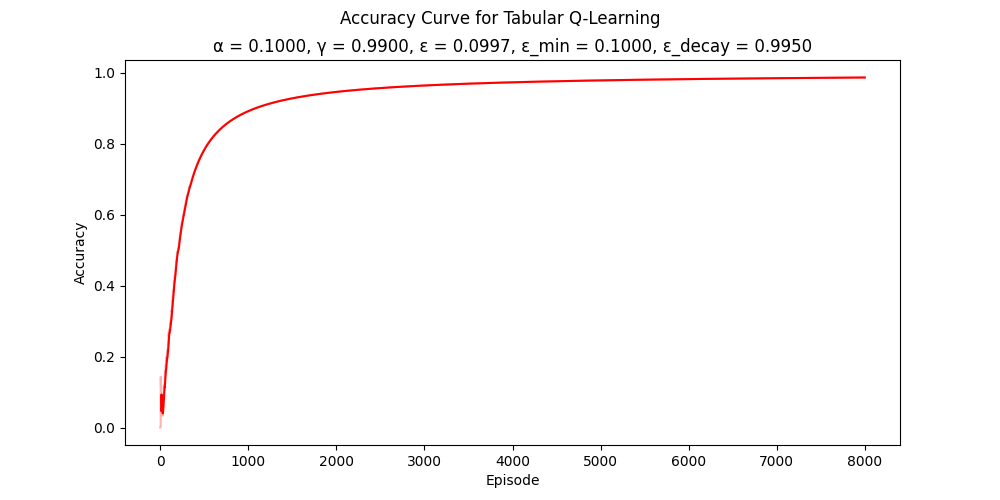 Accuracy Curve for Tabular Q-Learning
α = 0.1000, γ = 0.9900, ε = 0.0997, ε_min = 0.1000, ε_decay = 0.9950
1.0
0.8
0.6
0.4
0.2
0.0
Accuracy
0 1000 2000 3000 4000 5000 6000 7000 8000
Episode